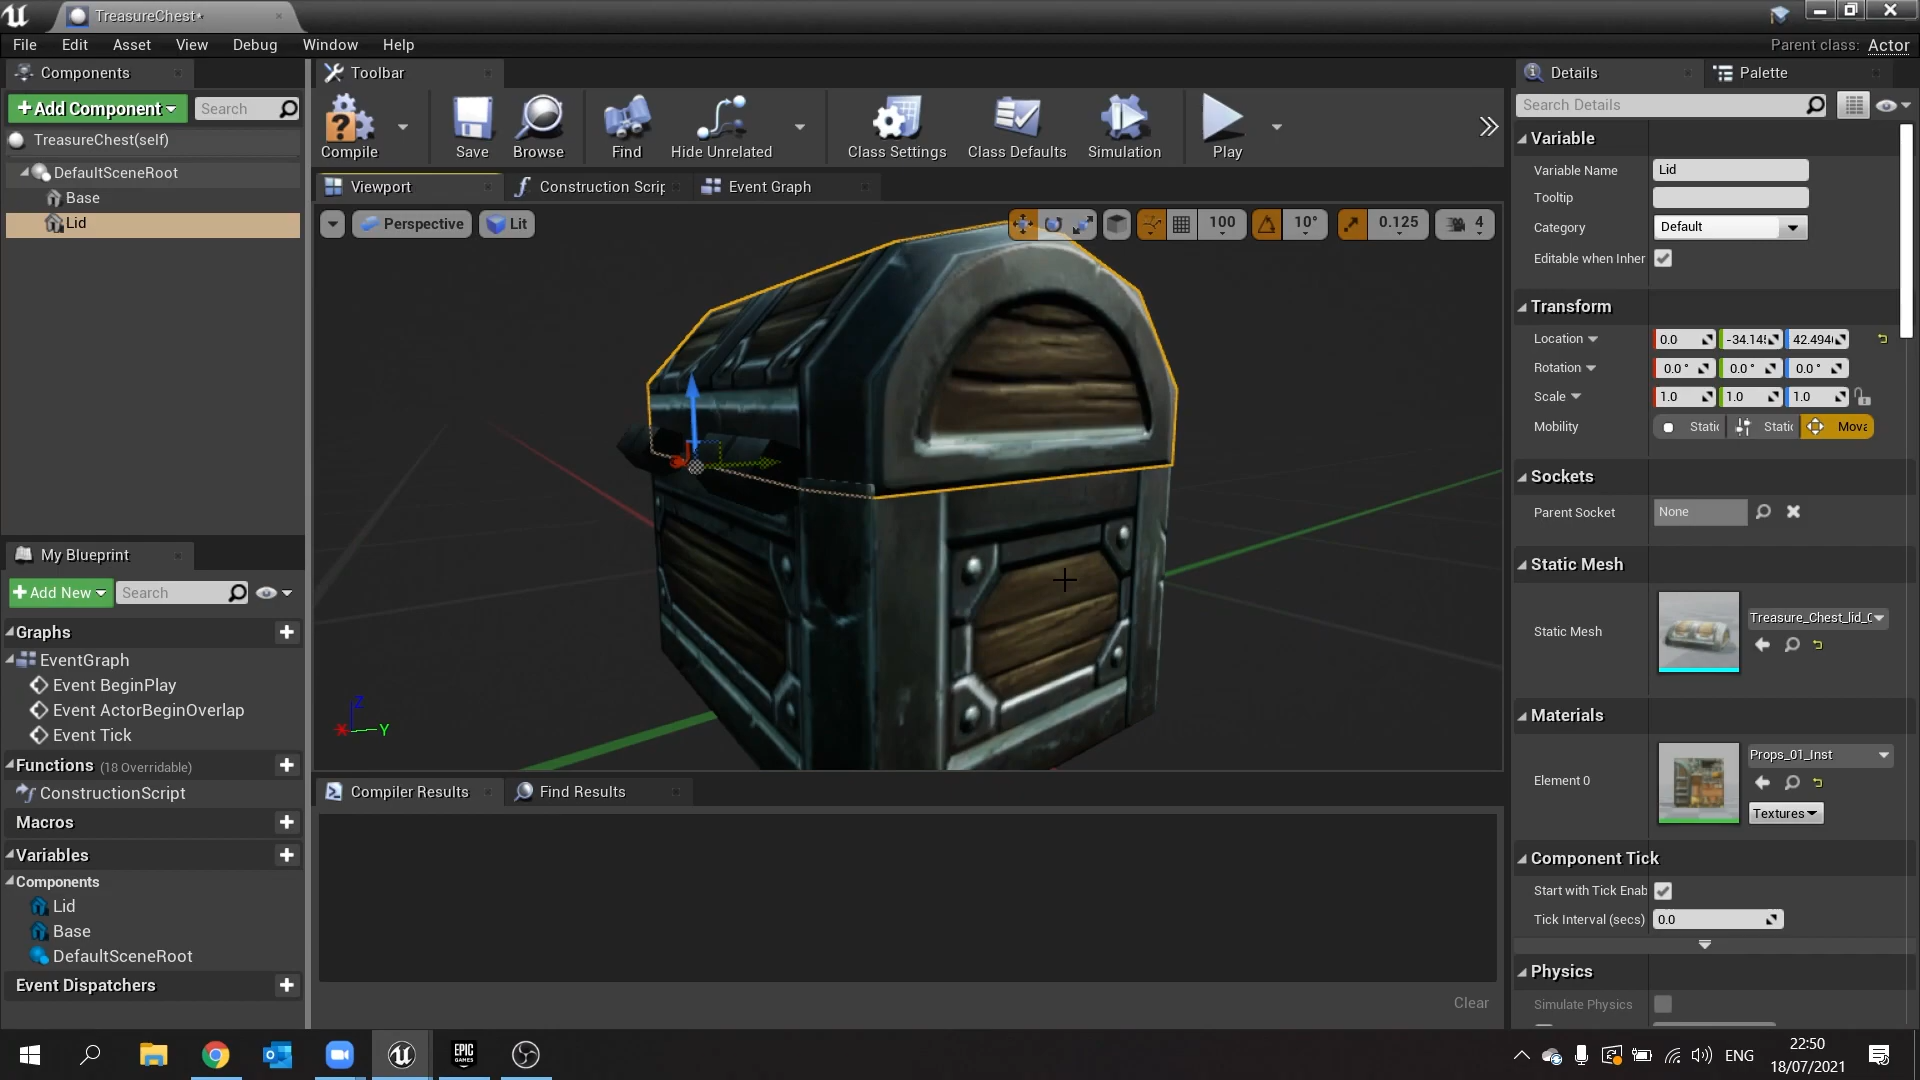 TreasureChest*
File Edit Asset View Debug Window Help
Parent class: Actor
Components
+Add Component
Search
TreasureChest(self)
DefaultSceneRoot
Base
Lid
Toolbar
Compile
Save
Browse
Find
Hide Unrelated
Class Settings
Class Defaults
Simulation
Play
Viewport
Construction Scrip
Event Graph
Perspective
Lit
100
10°
0.125
4
Z
Y
Compiler Results
Find Results
Clear
My Blueprint
+Add New
Search
Graphs
EventGraph
Event BeginPlay
Event ActorBeginOverlap
Event Tick
Functions (18 Overridable)
ConstructionScript
Macros
Variables
Components
Lid
Base
DefaultSceneRoot
Event Dispatchers
Details
Palette
Search Details
Variable
Variable Name Lid
Tooltip
Category Default
Editable when Inher
Transform
Location 0.0 -34.14 42.494
Rotation 0.0 ° 0.0 ° 0.0 °
Scale 1.0 1.0 1.0
Mobility Static Static Mova
Sockets
Parent Socket None
Static Mesh
Static Mesh Treasure_Chest_lid_
Materials
Element 0 Props_01_Inst
Textures
Component Tick
Start with Tick Enab
Tick Interval (secs) 0.0
Physics
Simulate Physics
EPIC
GAMES
ENG
22:50
18/07/2021